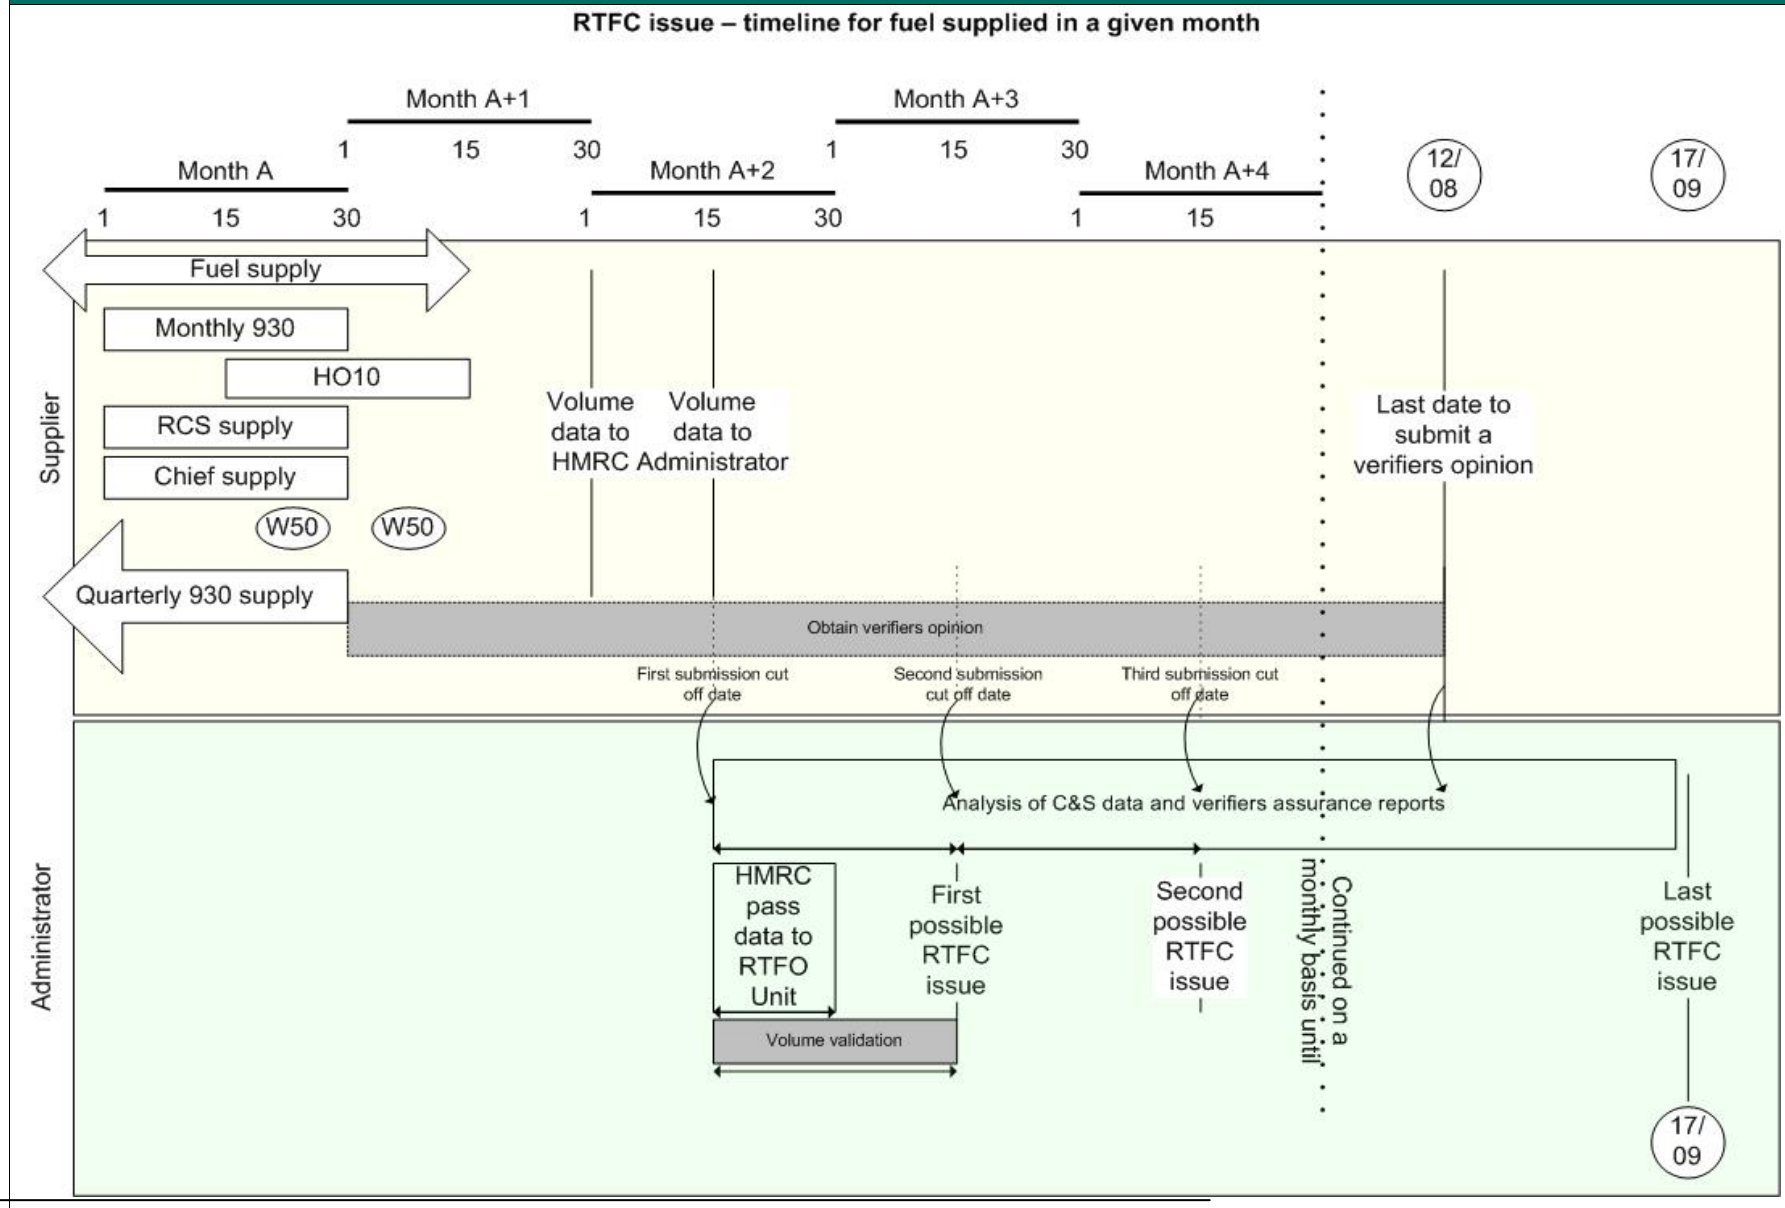 RTFC issue – timeline for fuel supplied in a given month
Month A+1
Month A+3
1
15
30
1
15
30
12/
08
17/
09
Month A
Month A+2
Month A+4
1
15
30
1
15
30
1
15
Supplier
Fuel supply
Monthly 930
HO10
RCS supply
Chief supply
W50
W50
Quarterly 930 supply
Volume
data to
HMRC
Volume
data to
Administrator
Last date to
submit a
verifiers opinion
Obtain verifiers opinion
First submission cut
off date
Second submission
cut off date
Third submission cut
off date
Administrator
Analysis of C&S data and verifiers assurance reports
HMRC
pass
data to
RTFO
Unit
First
possible
RTFC
issue
Second
possible
RTFC
issue
Continued on a
monthly basis until
Last
possible
RTFC
issue
Volume validation
17/
09